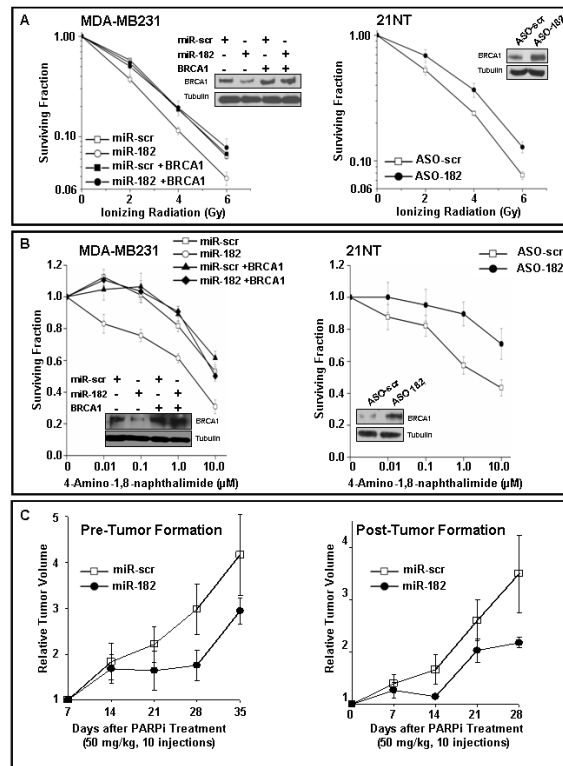 A
MDA-MB231
miR-scr + - + -
miR-182 - + - +
BRCA1 - - + +
BRCA1
Tubulin
1.00
0.10
0.06
Surviving Fraction
miR-scr
miR-182
miR-scr +BRCA1
miR-182 +BRCA1
0 2 4 6
Ionizing Radiation (Gy)
21NT
ASO-scr
ASO-182
BRCA1
Tubulin
1.00
0.10
0.06
Surviving Fraction
ASO-scr
ASO-182
0 2 4 6
Ionizing Radiation (Gy)
B
MDA-MB231
miR-scr
miR-182
miR-scr +BRCA1
miR-182 +BRCA1
1.2
1.0
0.8
0.6
0.4
0.2
0.0
Surviving Fraction
miR-scr + - + -
miR-182 - + - +
BRCA1 - - + +
BRCA1
Tubulin
0 0.01 0.1 1.0 10.0
4-Amino-1,8-naphthalimide (µM)
21NT
ASO-scr
ASO-182
1.2
1.0
0.8
0.6
0.4
0.2
0.0
Surviving Fraction
ASO-scr
ASO 182
BRCA1
Tubulin
0 0.01 0.1 1.0 10.0
4-Amino-1,8-naphthalimide (µM)
C
Pre-Tumor Formation
miR-scr
miR-182
5
4
3
2
1
Relative Tumor Volume
7 14 21 28 35
Days after PARPi Treatment
(50 mg/kg, 10 injections)
Post-Tumor Formation
miR-scr
miR-182
4
3
2
1
Relative Tumor Volume
0 7 14 21 28
Days after PARPi Treatment
(50 mg/kg, 10 injections)